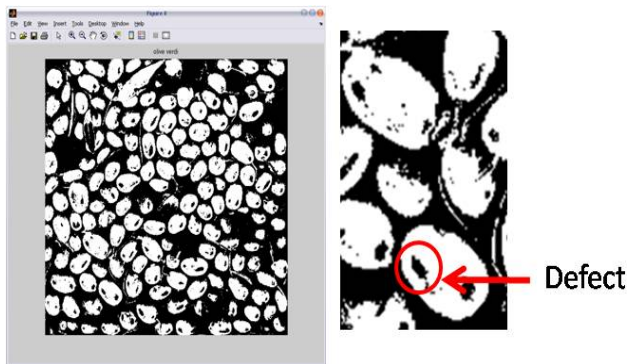 Figure 4
File Edit View Insert Tools Desktop Window Help
olive verdi
Defect